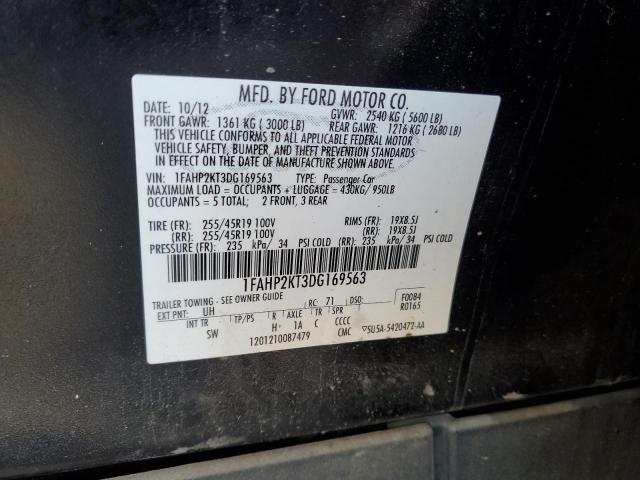 MFD. BY FORD MOTOR CO.
DATE: 10/12 GVWR: 2540 KG ( 5600 LB)
FRONT GAWR: 1361 KG ( 3000 LB) REAR GAWR: 1216 KG ( 2680 LB)
THIS VEHICLE CONFORMS TO ALL APPLICABLE FEDERAL MOTOR
VEHICLE SAFETY, BUMPER, AND THEFT PREVENTION STANDARDS
IN EFFECT ON THE DATE OF MANUFACTURE SHOWN ABOVE.
VIN: 1FAHP2KT3DG169563 TYPE: Passenger Car
MAXIMUM LOAD = OCCUPANTS + LUGGAGE = 430KG/ 950LB
OCCUPANTS = 5 TOTAL; 2 FRONT, 3 REAR
TIRE (FR): 255/45R19 100V RIMS (FR): 19X8.5J
(RR): 255/45R19 100V (RR): 19X8.5J
PRESSURE (FR): 235 kPa/ 34 PSI COLD (RR): 235 kPa/ 34 PSI COLD
1FAHP2KT3DG169563
TRAILER TOWING - SEE OWNER GUIDE
EXT PNT: UH RC: 71 DSO: F0084
R0165
INT TR TP/PS R AXLE TR SPR
SW H- 1A C CCCC
1201210087479 CMC 5U5A-5420472-AA